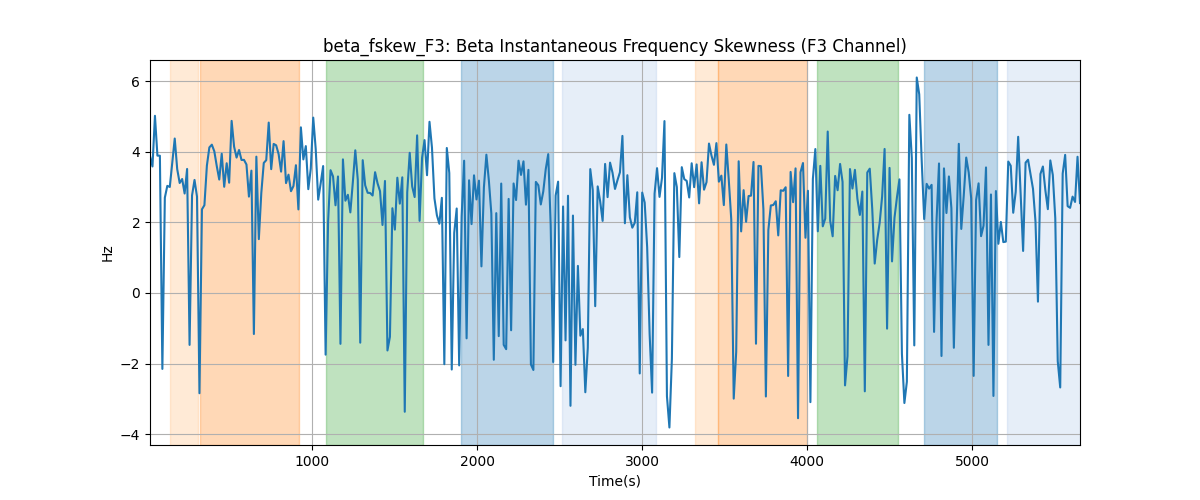 beta_fskew_F3: Beta Instantaneous Frequency Skewness (F3 Channel)
6
4
2
0
−2
−4
Hz
1000 2000 3000 4000 5000
Time(s)